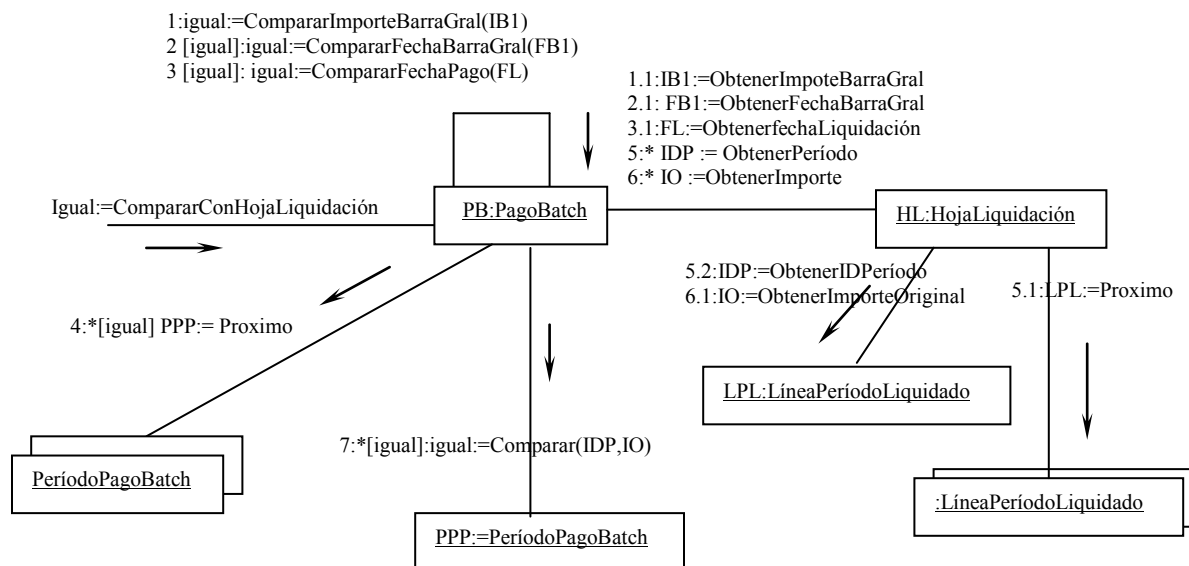 1:igual:=CompararImporteBarraGral(IB1)
2 [igual]:igual:=CompararFechaBarraGral(FB1)
3 [igual]: igual:=CompararFechaPago(FL)
1.1:IB1:=ObtenerImpoteBarraGral
2.1: FB1:=ObtenerFechaBarraGral
3.1:FL:=ObtenerfechaLiquidación
5:* IDP := ObtenerPeríodo
6:* IO :=ObtenerImporte
Igual:=CompararConHojaLiquidación
PB:PagoBatch
HL:HojaLiquidación
5.2:IDP:=ObtenerIDPeríodo
6.1:IO:=ObtenerImporteOriginal
5.1:LPL:=Proximo
4:*[igual] PPP:= Proximo
LPL:LíneaPeríodoLiquidado
7:*[igual]:igual:=Comparar(IDP,IO)
PeríodoPagoBatch
:LíneaPeríodoLiquidado
PPP:=PeríodoPagoBatch